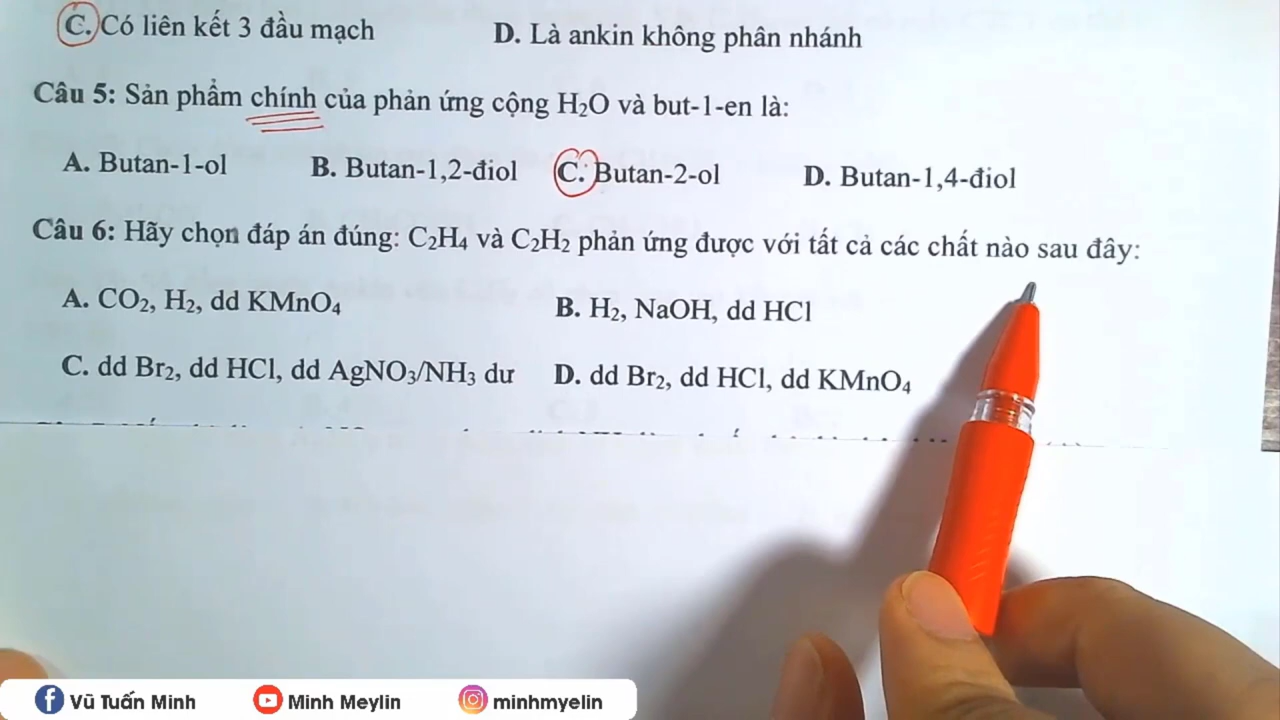 C. Có liên kết 3 đầu mạch D. Là ankin không phân nhánh
Câu 5: Sản phẩm chính của phản ứng cộng H₂O và but-1-en là:
A. Butan-1-ol B. Butan-1,2-điol C. Butan-2-ol D. Butan-1,4-điol
Câu 6: Hãy chọn đáp án đúng: C₂H₄ và C₂H₂ phản ứng được với tất cả các chất nào sau đây:
A. CO₂, H₂, dd KMnO₄ B. H₂, NaOH, dd HCl
C. dd Br₂, dd HCl, dd AgNO₃/NH₃ dư D. dd Br₂, dd HCl, dd KMnO₄
Vũ Tuấn Minh Minh Meylin minhmyelin